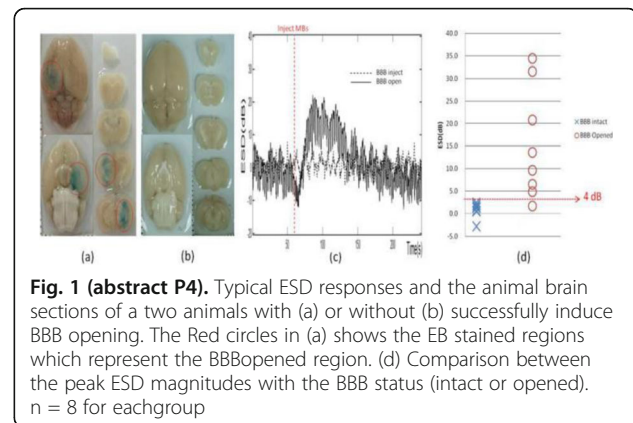 Inject MBs
BBB inject
BBB open
ESD(dB)
Time(s)
(a)
(b)
(c)
ESD(dB)
40.0
35.0
30.0
25.0
20.0
15.0
10.0
5.0
0.0
-5.0
BBB intact
BBB Opened
4 dB
(d)
Fig. 1 (abstract P4). Typical ESD responses and the animal brain
sections of a two animals with (a) or without (b) successfully induce
BBB opening. The Red circles in (a) shows the EB stained regions
which represent the BBBopened region. (d) Comparison between
the peak ESD magnitudes with the BBB status (intact or opened).
n = 8 for eachgroup